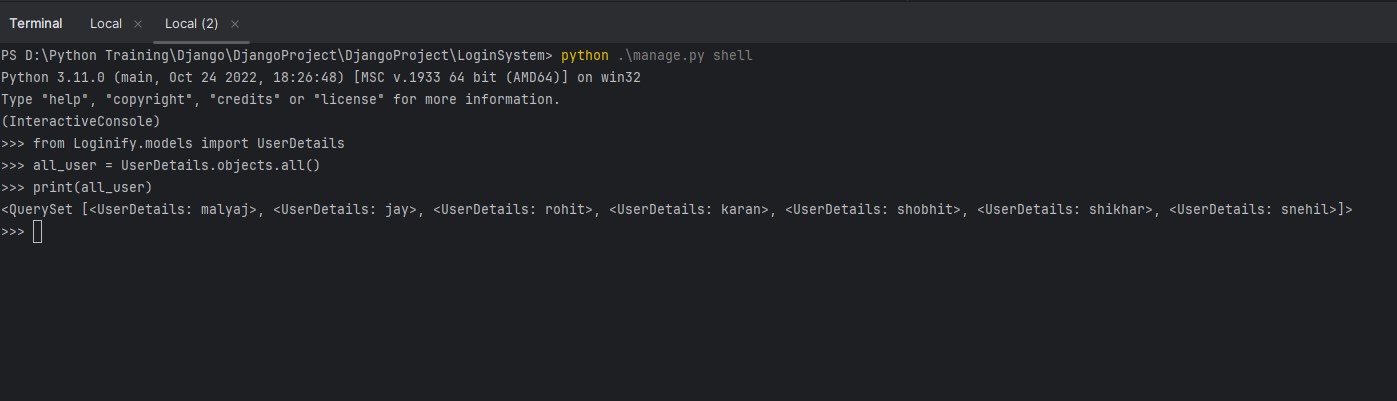 Terminal Local × Local (2) ×
PS D:\Python Training\Django\DjangoProject\DjangoProject\LoginSystem> python .\manage.py shell
Python 3.11.0 (main, Oct 24 2022, 18:26:48) [MSC v.1933 64 bit (AMD64)] on win32
Type "help", "copyright", "credits" or "license" for more information.
(InteractiveConsole)
>>> from Loginify.models import UserDetails
>>> all_user = UserDetails.objects.all()
>>> print(all_user)
<QuerySet [<UserDetails: malyaj>, <UserDetails: jay>, <UserDetails: rohit>, <UserDetails: karan>, <UserDetails: shobhit>, <UserDetails: shikhar>, <UserDetails: snehil>]>
>>>